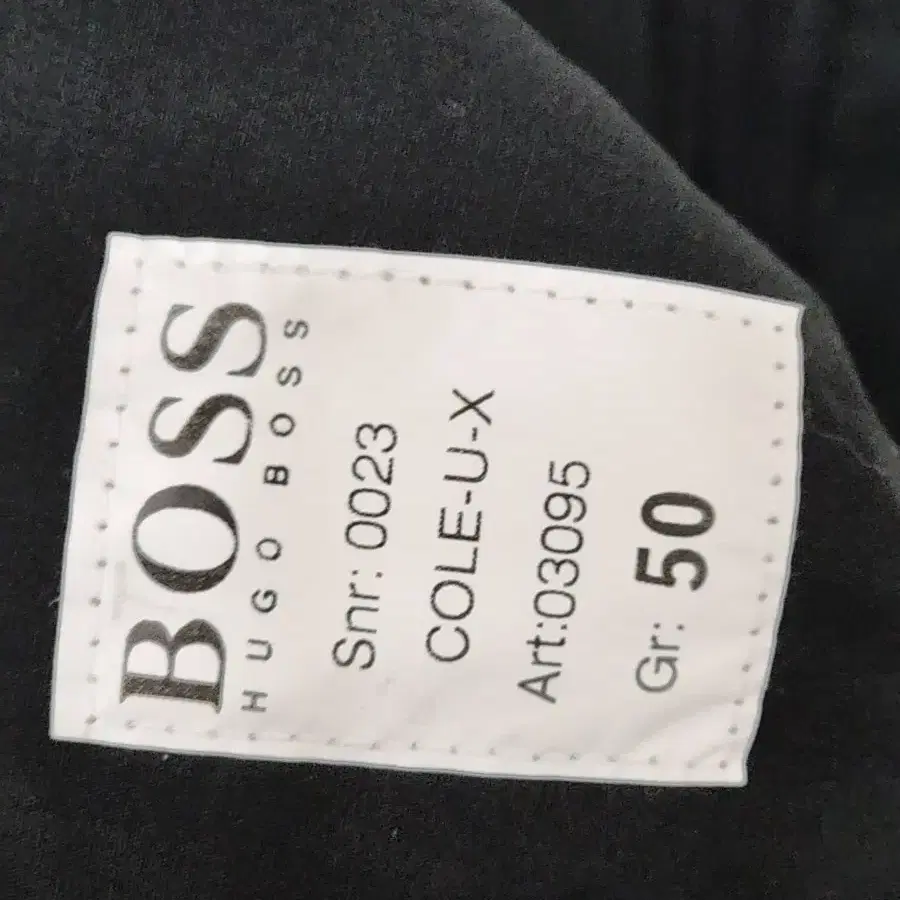 BOSS
HUGO BOSS
Snr: 0023
COLE-U-X
Art:03095
Gr: 50